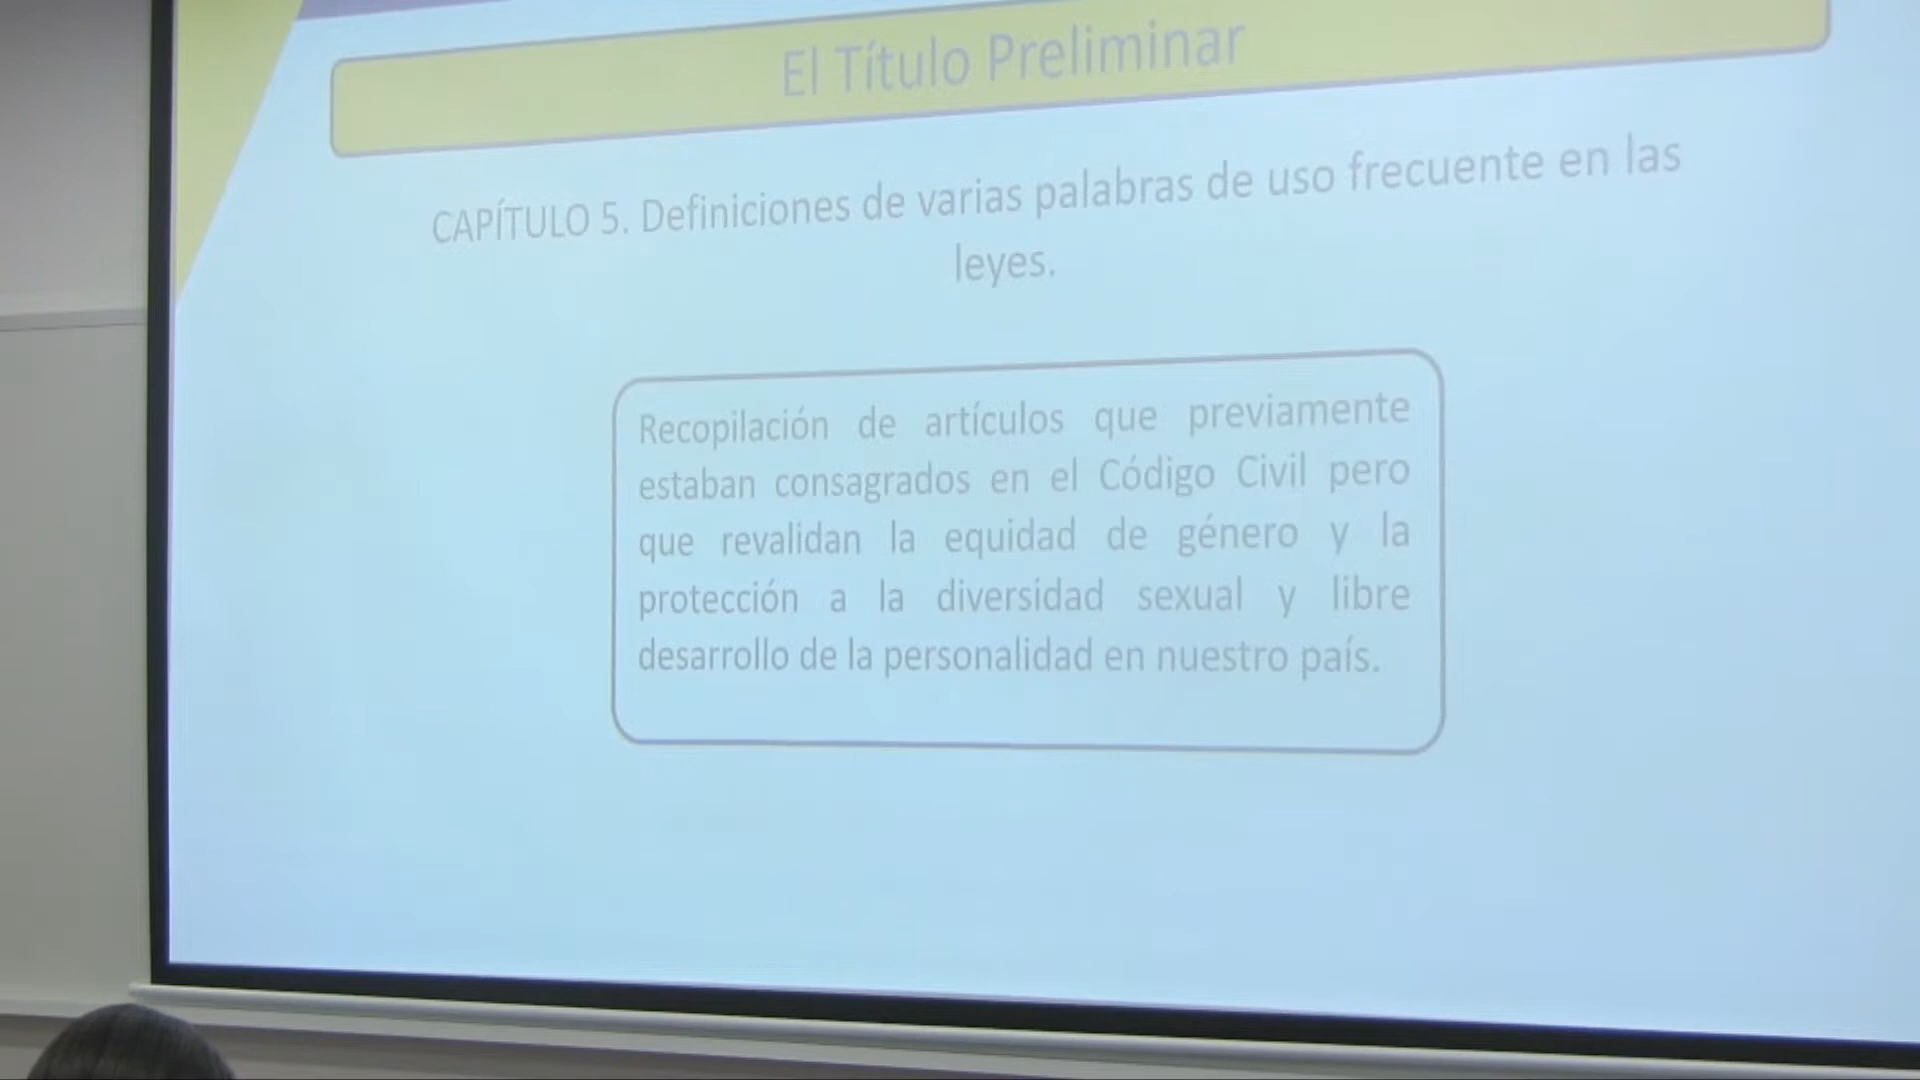 El Título Preliminar
CAPÍTULO 5. Definiciones de varias palabras de uso frecuente en las
leyes.
Recopilación de artículos que previamente
estaban consagrados en el Código Civil pero
que revalidan la equidad de género y la
protección a la diversidad sexual y libre
desarrollo de la personalidad en nuestro país.